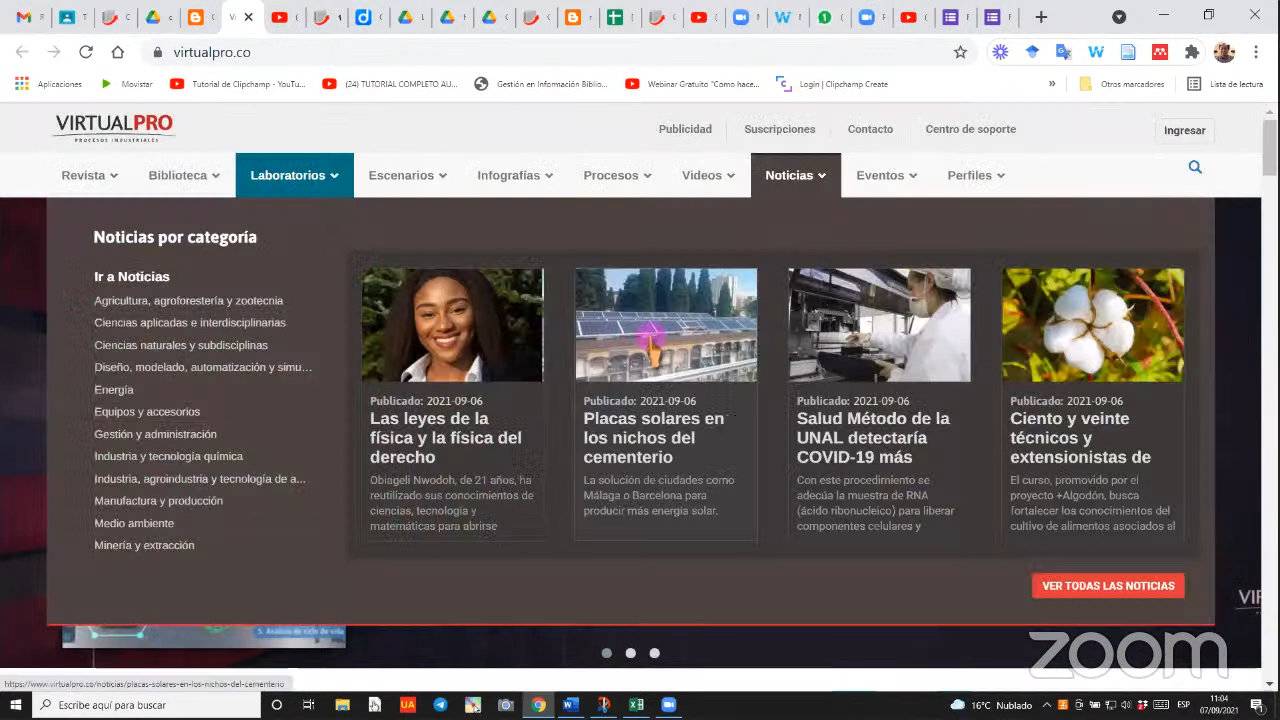 virtualpro.co
Aplicaciones
Movistar
Tutorial de Clipchamp - YouTu...
(24) TUTORIAL COMPLETO AU...
Gestión en Información Biblio...
Webinar Gratuito "Como hace...
Login | Clipchamp Create
»
Otros marcadores
Lista de lectura
VIRTUALPRO
PROCESOS INDUSTRIALES
Publicidad
Suscripciones
Contacto
Centro de soporte
Ingresar
Revista
Biblioteca
Laboratorios
Escenarios
Infografías
Procesos
Videos
Noticias
Eventos
Perfiles
Noticias por categoría
Ir a Noticias
Agricultura, agroforestería y zootecnia
Ciencias aplicadas e interdisciplinarias
Ciencias naturales y subdisciplinas
Diseño, modelado, automatización y simu...
Energía
Equipos y accesorios
Gestión y administración
Industria y tecnología química
Industria, agroindustria y tecnología de a...
Manufactura y producción
Medio ambiente
Minería y extracción
Publicado: 2021-09-06
Las leyes de la
física y la física del
derecho
Obiageli Nwodoh, de 21 años, ha
reutilizado sus conocimientos de
ciencias, tecnología y
matemáticas para abrirse
Publicado: 2021-09-06
Placas solares en
los nichos del
cementerio
La solución de ciudades como
Málaga o Barcelona para
producir más energía solar.
Publicado: 2021-09-06
Salud Método de la
UNAL detectaría
COVID-19 más
Con este procedimiento se
adecúa la muestra de RNA
(ácido ribonucleico) para liberar
componentes celulares y
Publicado: 2021-09-06
Ciento y veinte
técnicos y
extensionistas de
El curso, promovido por el
proyecto +Algodón, busca
fortalecer los conocimientos del
cultivo de alimentos asociados al
VER TODAS LAS NOTICIAS
5. Análisis de ciclo de vida
zoom
https://www.virtualpro.co/noticias/placas-solares-en-los-nichos-del-cementerio
Escribe aquí para buscar
UA
16°C Nublado
ESP
11:04
07/09/2021